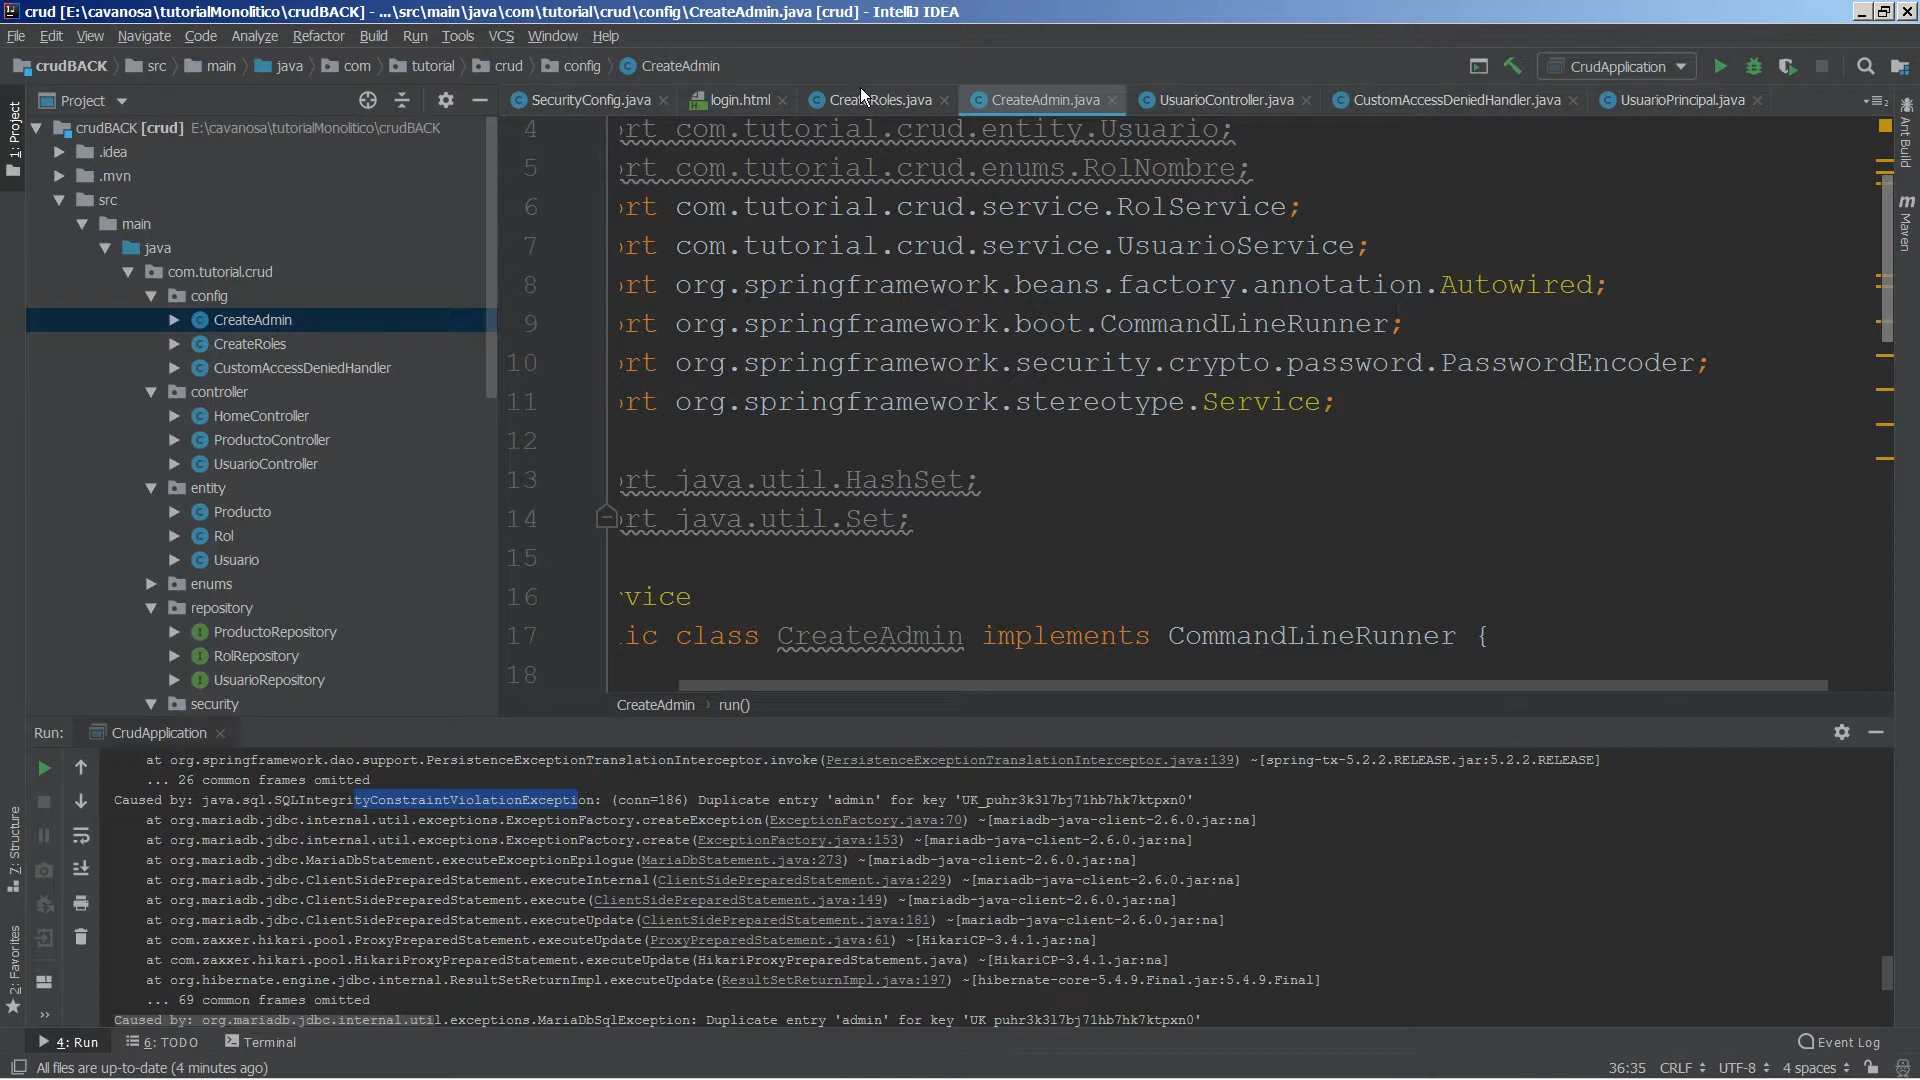 crud [E:\cavanosa\tutorialMonolitico\crudBACK] - ...\src\main\java\com\tutorial\crud\config\CreateAdmin.java [crud] - IntelliJ IDEA
File Edit View Navigate Code Analyze Refactor Build Run Tools VCS Window Help
crudBACK src main java com tutorial crud config CreateAdmin CrudApplication
Project SecurityConfig.java login.html CreateRoles.java CreateAdmin.java UsuarioController.java CustomAccessDeniedHandler.java UsuarioPrincipal.java
1: Project
crudBACK [crud] E:\cavanosa\tutorialMonolitico\crudBACK
.idea
.mvn
src
main
java
com.tutorial.crud
config
CreateAdmin
CreateRoles
CustomAccessDeniedHandler
controller
HomeController
ProductoController
UsuarioController
entity
Producto
Rol
Usuario
enums
repository
ProductoRepository
RolRepository
UsuarioRepository
security
4 ort com.tutorial.crud.entity.Usuario;
5 ort com.tutorial.crud.enums.RolNombre;
6 ort com.tutorial.crud.service.RolService;
7 ort com.tutorial.crud.service.UsuarioService;
8 ort org.springframework.beans.factory.annotation.Autowired;
9 ort org.springframework.boot.CommandLineRunner;
10 ort org.springframework.security.crypto.password.PasswordEncoder;
11 ort org.springframework.stereotype.Service;
12
13 ort java.util.HashSet;
14 ort java.util.Set;
15
16 rvice
17 ic class CreateAdmin implements CommandLineRunner {
18
CreateAdmin run()
Ant Build
Maven
Run: CrudApplication
at org.springframework.dao.support.PersistenceExceptionTranslationInterceptor.invoke(PersistenceExceptionTranslationInterceptor.java:139) ~[spring-tx-5.2.2.RELEASE.jar:5.2.2.RELEASE]
... 26 common frames omitted
Caused by: java.sql.SQLIntegrityConstraintViolationException: (conn=186) Duplicate entry 'admin' for key 'UK_puhr3k3l7bj71hb7hk7ktpxn0'
at org.mariadb.jdbc.internal.util.exceptions.ExceptionFactory.createException(ExceptionFactory.java:70) ~[mariadb-java-client-2.6.0.jar:na]
at org.mariadb.jdbc.internal.util.exceptions.ExceptionFactory.create(ExceptionFactory.java:153) ~[mariadb-java-client-2.6.0.jar:na]
at org.mariadb.jdbc.MariaDbStatement.executeExceptionEpilogue(MariaDbStatement.java:273) ~[mariadb-java-client-2.6.0.jar:na]
at org.mariadb.jdbc.ClientSidePreparedStatement.executeInternal(ClientSidePreparedStatement.java:229) ~[mariadb-java-client-2.6.0.jar:na]
at org.mariadb.jdbc.ClientSidePreparedStatement.execute(ClientSidePreparedStatement.java:149) ~[mariadb-java-client-2.6.0.jar:na]
at org.mariadb.jdbc.ClientSidePreparedStatement.executeUpdate(ClientSidePreparedStatement.java:181) ~[mariadb-java-client-2.6.0.jar:na]
at com.zaxxer.hikari.pool.ProxyPreparedStatement.executeUpdate(ProxyPreparedStatement.java:61) ~[HikariCP-3.4.1.jar:na]
at com.zaxxer.hikari.pool.HikariProxyPreparedStatement.executeUpdate(HikariProxyPreparedStatement.java) ~[HikariCP-3.4.1.jar:na]
at org.hibernate.engine.jdbc.internal.ResultSetReturnImpl.executeUpdate(ResultSetReturnImpl.java:197) ~[hibernate-core-5.4.9.Final.jar:5.4.9.Final]
... 69 common frames omitted
Caused by: org.mariadb.jdbc.internal.util.exceptions.MariaDbSqlException: Duplicate entry 'admin' for key 'UK_puhr3k3l7bj71hb7hk7ktpxn0'
7: Structure
2: Favorites
4: Run 6: TODO Terminal Event Log
All files are up-to-date (4 minutes ago) 36:35 CRLF UTF-8 4 spaces